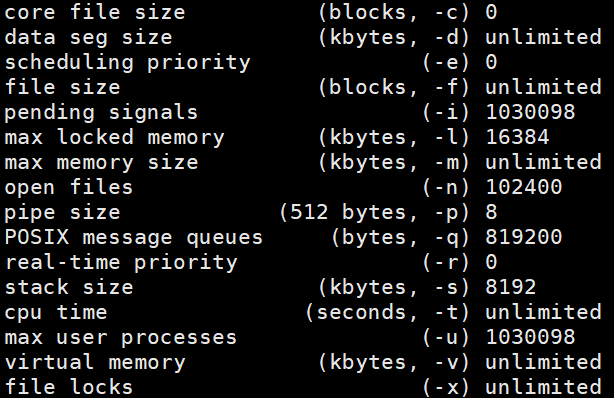 core file size (blocks, -c) 0
data seg size (kbytes, -d) unlimited
scheduling priority (-e) 0
file size (blocks, -f) unlimited
pending signals (-i) 1030098
max locked memory (kbytes, -l) 16384
max memory size (kbytes, -m) unlimited
open files (-n) 102400
pipe size (512 bytes, -p) 8
POSIX message queues (bytes, -q) 819200
real-time priority (-r) 0
stack size (kbytes, -s) 8192
cpu time (seconds, -t) unlimited
max user processes (-u) 1030098
virtual memory (kbytes, -v) unlimited
file locks (-x) unlimited